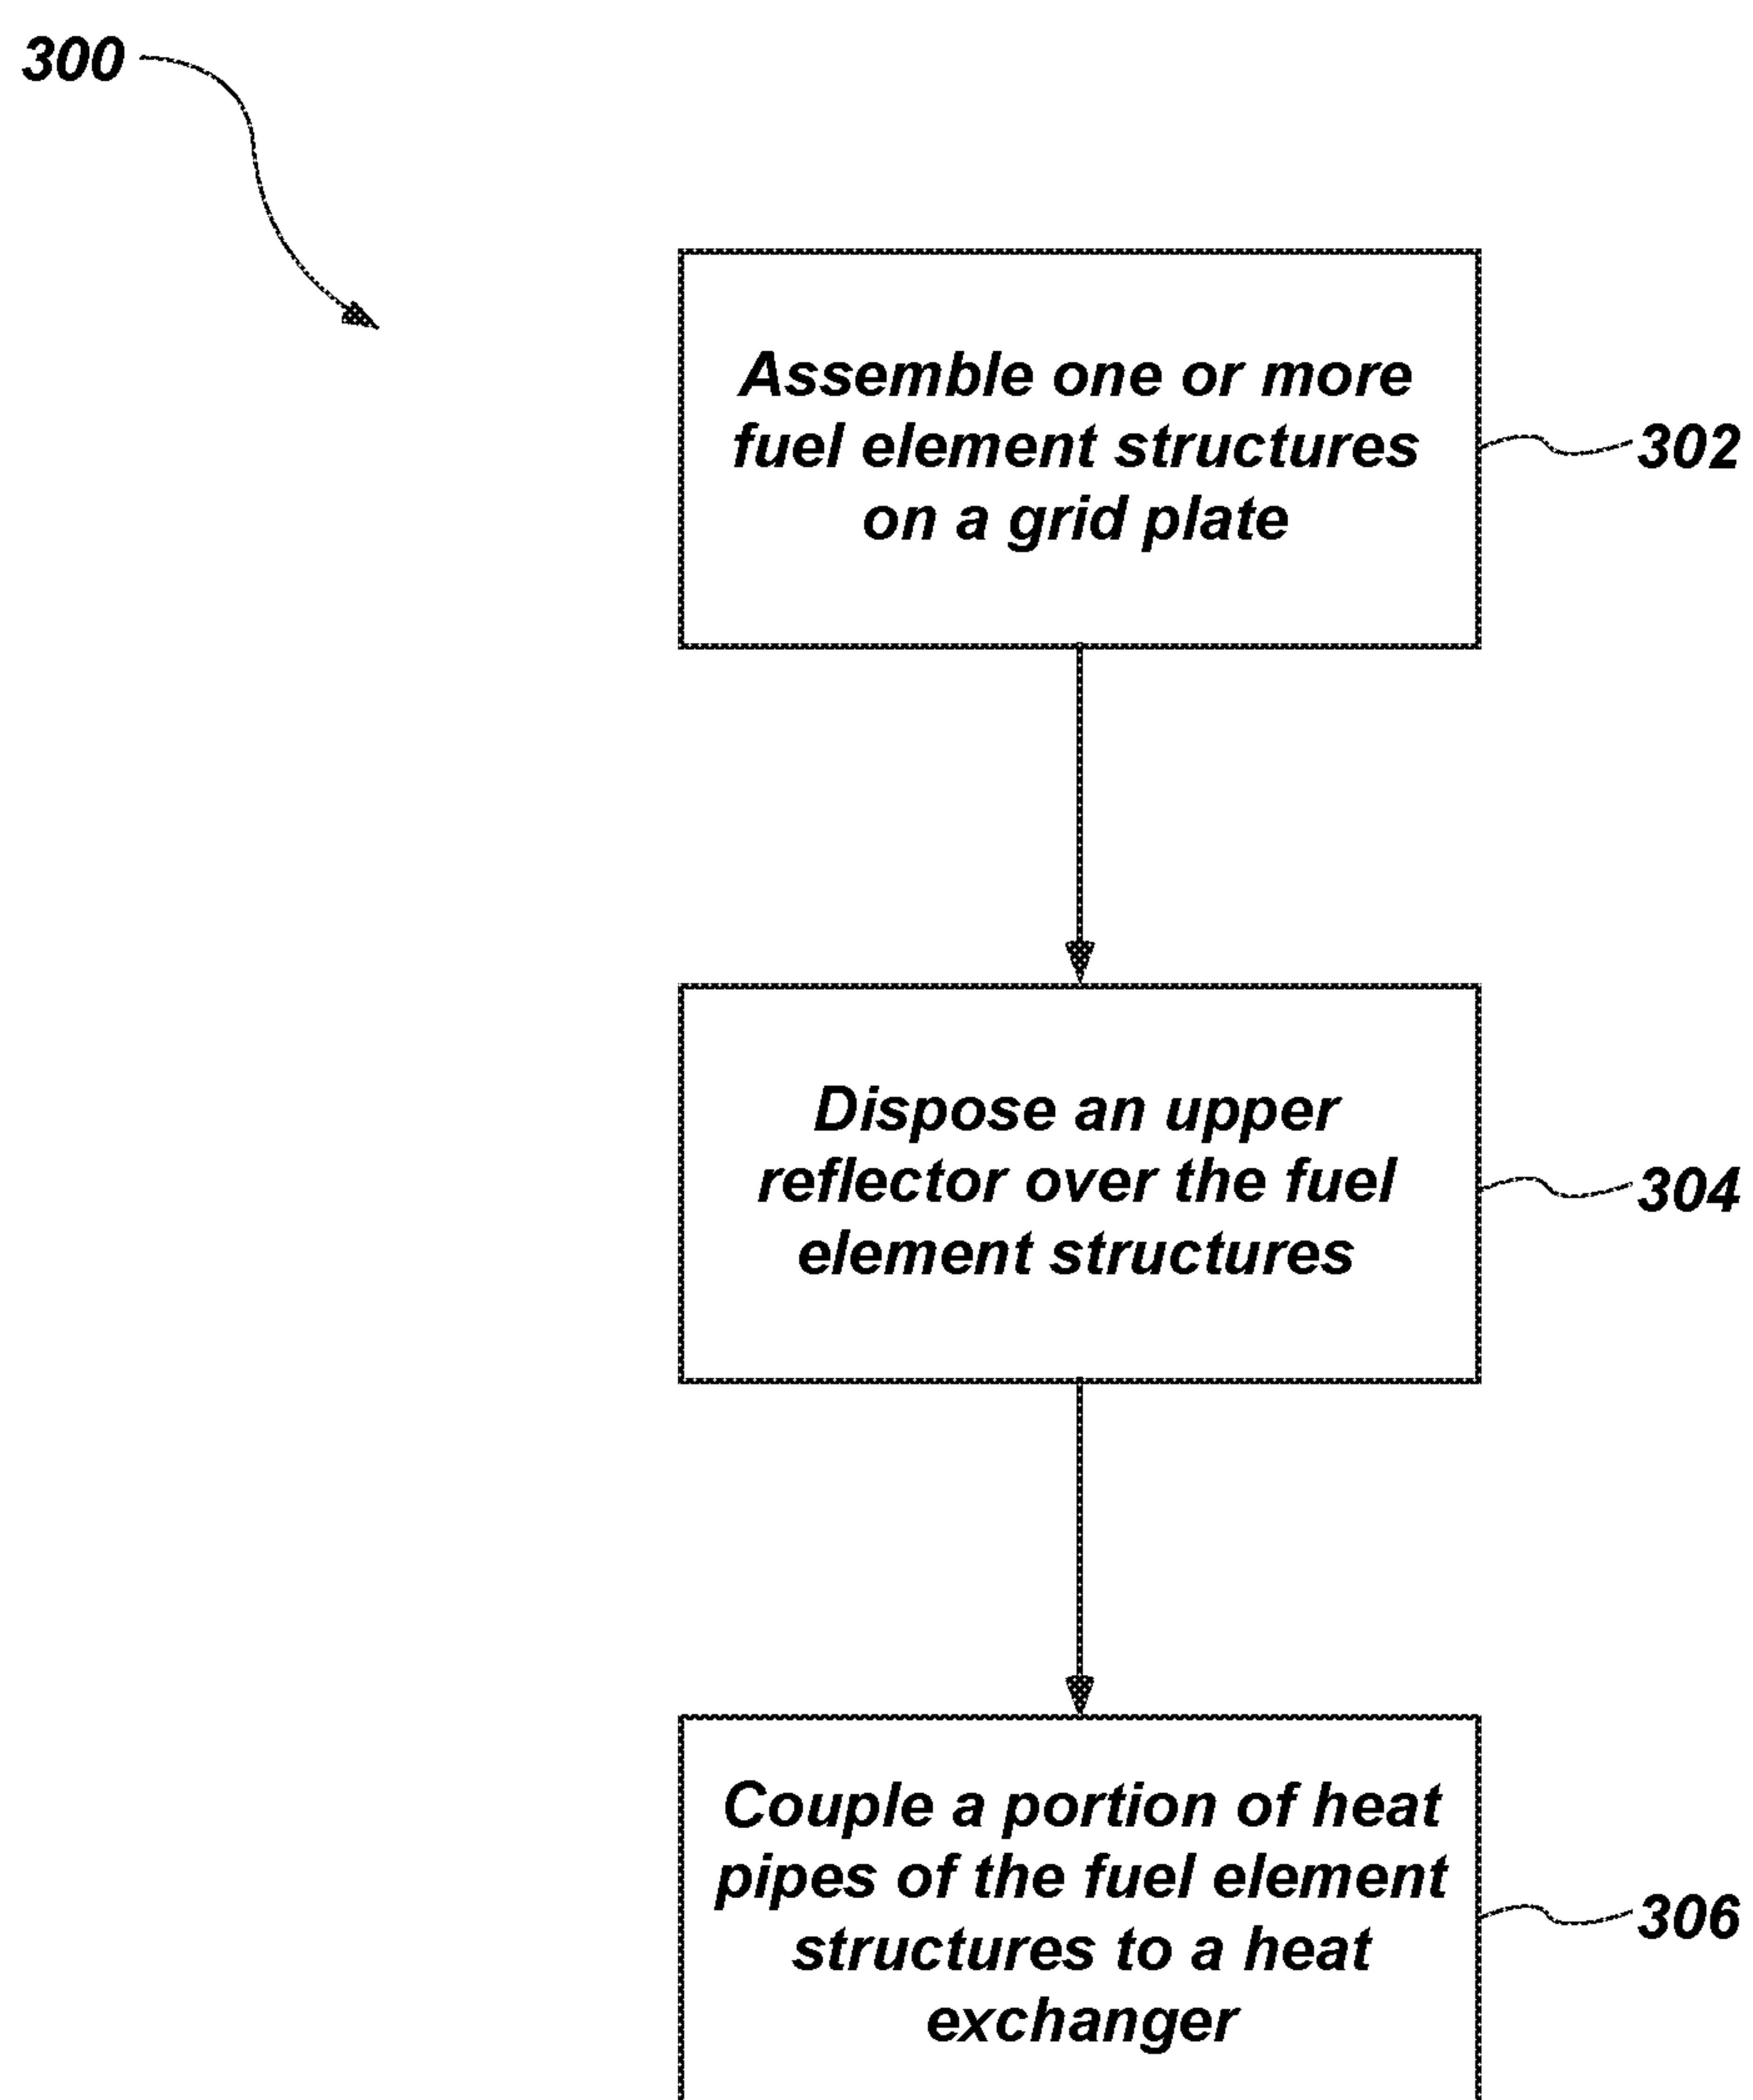 300
Assemble one or more
fuel element structures
on a grid plate
302
Dispose an upper
reflector over the fuel
element structures
304
Couple a portion of heat
pipes of the fuel element
structures to a heat
exchanger
306